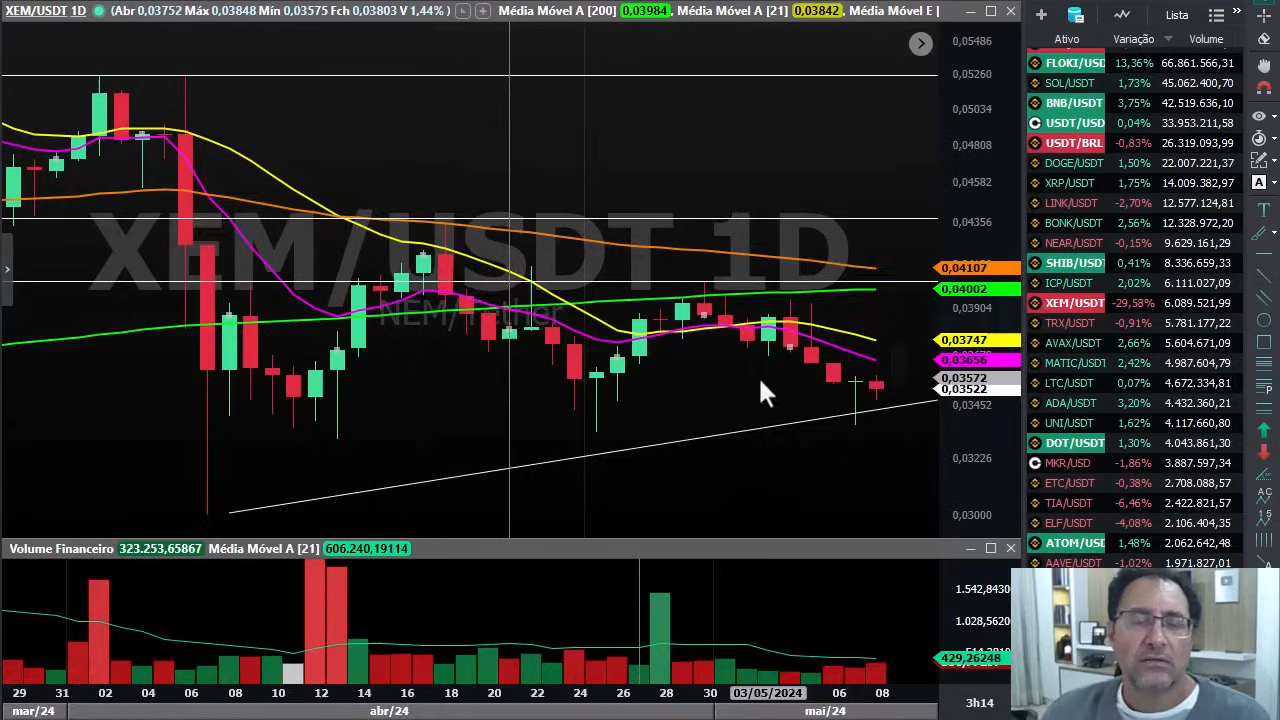 XEM/USDT 1D (Abr 0,03752 Máx 0,03848 Min 0,03575 Fch 0,03803 V 1,44% ) Média Móvel A [200] 0,03984, Média Móvel A [21] 0,03842, Média Móvel E [
XEM/USDT 1D
NEM/Tether
0,05486
0,05260
0,05034
0,04808
0,04582
0,04356
0,04107
0,04002
0,03904
0,03747
0,03656
0,03572
0,03522
0,03452
0,03226
0,03000
Volume Financeiro 323.253,65867 Média Móvel A [21] 606.240,19114
1.542,84300
1.028,56200
429,26248
29 31 02 04 06 08 10 12 14 16 18 20 22 24 26 28 30 03/05/2024 06 08
mar/24 abr/24 mai/24 3h14
Lista
Ativo Variação Volume
FLOKI/USD 13,36% 66.861.566,31
SOL/USDT 1,73% 45.062.400,70
BNB/USDT 3,75% 42.519.636,10
USDT/USD 0,04% 33.953.211,58
USDT/BRL -0,83% 26.319.093,99
DOGE/USDT 1,50% 22.007.221,37
XRP/USDT 1,75% 14.009.382,97
LINK/USDT -2,70% 12.577.124,81
BONK/USDT 2,56% 12.328.972,20
NEAR/USDT -0,15% 9.629.161,29
SHIB/USDT 0,41% 8.336.659,33
ICP/USDT 2,02% 6.111.027,09
XEM/USDT -29,58% 6.089.521,99
TRX/USDT -0,91% 5.781.177,22
AVAX/USDT 2,66% 5.604.671,09
MATIC/USDT 2,42% 4.987.604,79
LTC/USDT 0,07% 4.672.334,81
ADA/USDT 3,20% 4.432.360,21
UNI/USDT 1,62% 4.117.660,80
DOT/USDT 1,30% 4.043.861,30
MKR/USD -1,86% 3.887.597,34
ETC/USDT -0,38% 2.708.088,57
TIA/USDT -6,46% 2.422.821,57
ELF/USDT -4,08% 2.106.404,35
ATOM/USD 1,48% 2.062.642,48
AAVE/USDT -1,02% 1.971.827,01